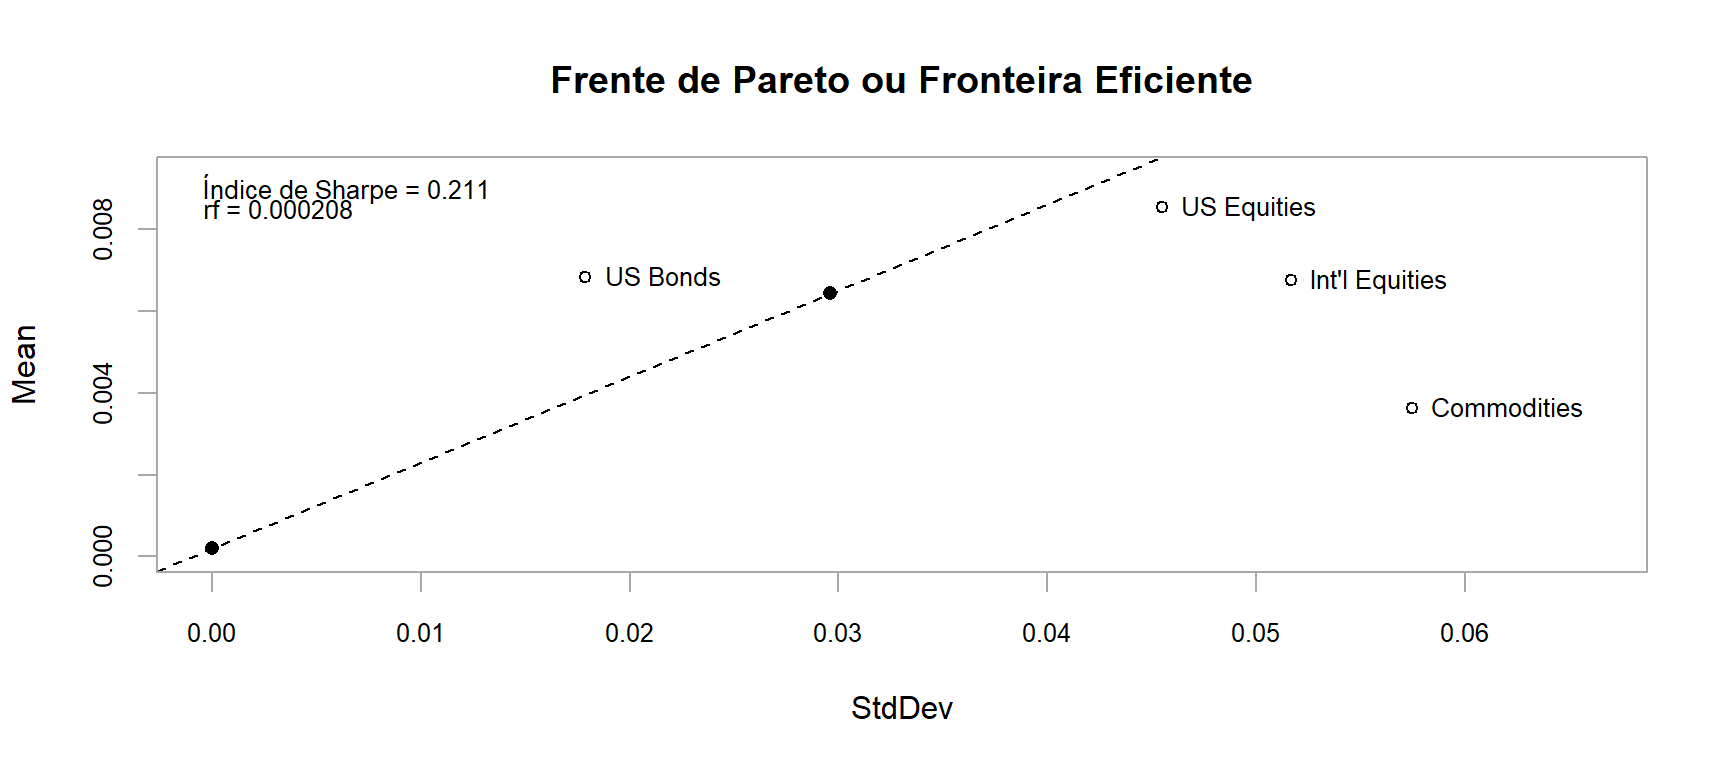 Frente de Pareto ou Fronteira Eficiente
Índice de Sharpe = 0.211
rf = 0.000208
US Equities
US Bonds
Int'l Equities
Commodities
Mean
0.008
0.004
0.000
0.00 0.01 0.02 0.03 0.04 0.05 0.06
StdDev